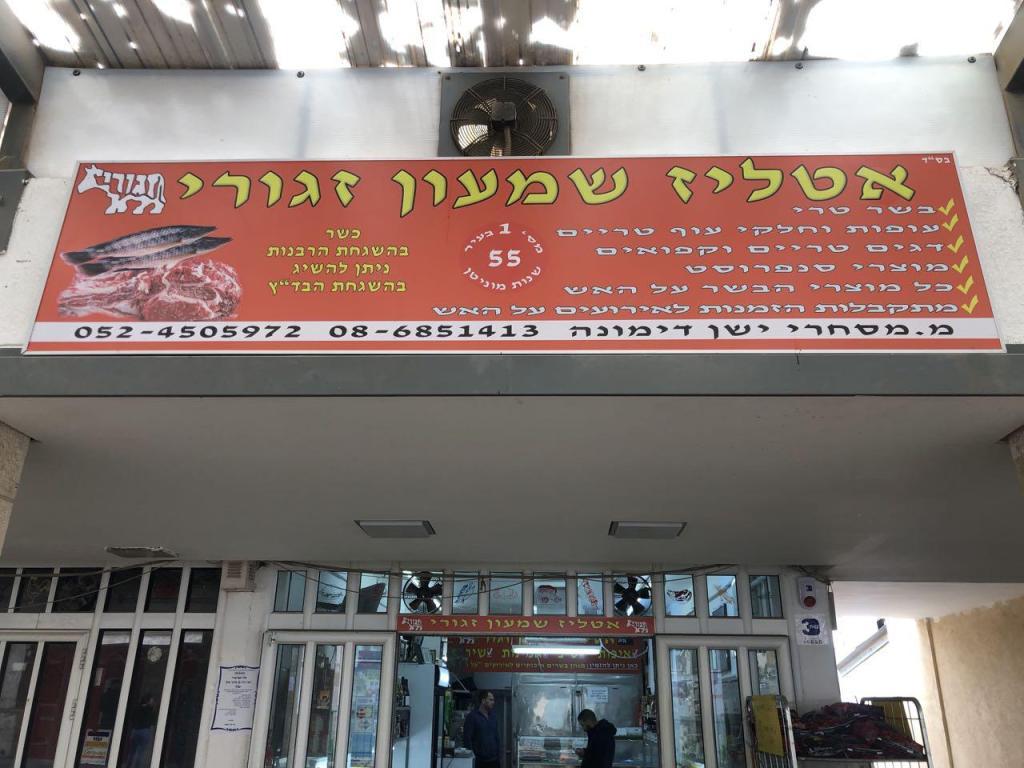 בס״ד
אטליז שמעון זגורי
זגורי
בשר טרי
עופות וחלקי עוף טריים
דגים טריים וקפואים
מוצרי סנפרוסט
כל מוצרי הבשר על האש
מתקבלות הזמנות לאירועים על האש
מס׳ 1 בעיר
55
שנות מוניטין
כשר
בהשגחת הרבנות
ניתן להשיג
בהשגחת הבד״ץ
מ.מסחרי ישן דימונה 08-6851413 052-4505972
אטליז שמעון זגורי